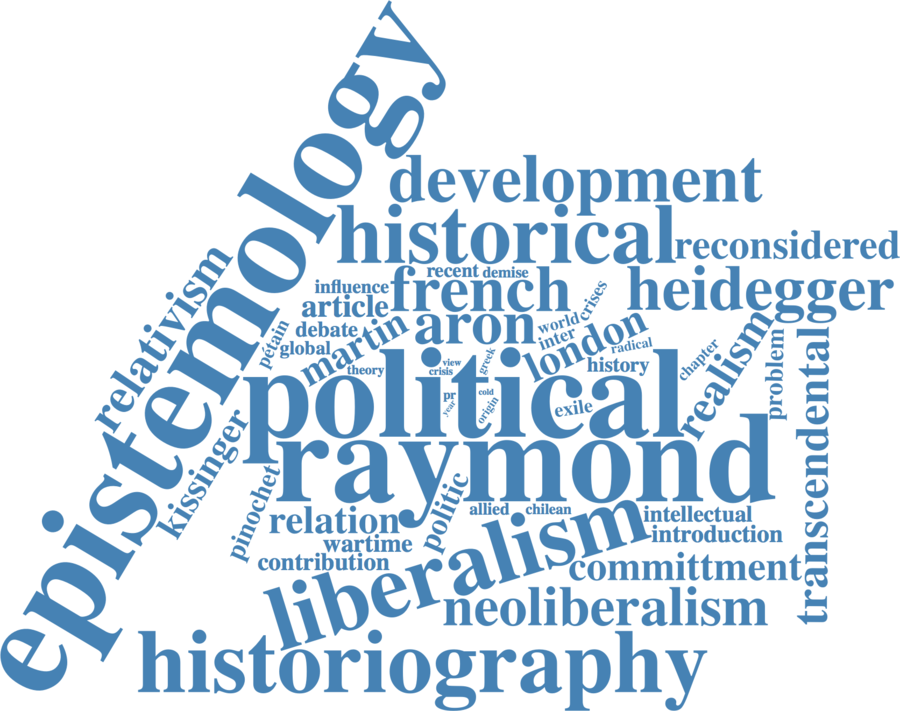 epistemology
development
historical
reconsidered
relativism
recent
demise
influence
french
heidegger
article
crises
debate
martin
aron
world
inter
london
pétain
global
radical
realism
problem
transcendental
theory
view
crisis
greek
history
chapter
political
pr
year
cold
origin
exile
kissinger
raymond
pinochet
politic
allied
chilean
relation
liberalism
intellectual
wartime
introduction
contribution
committment
neoliberalism
historiography